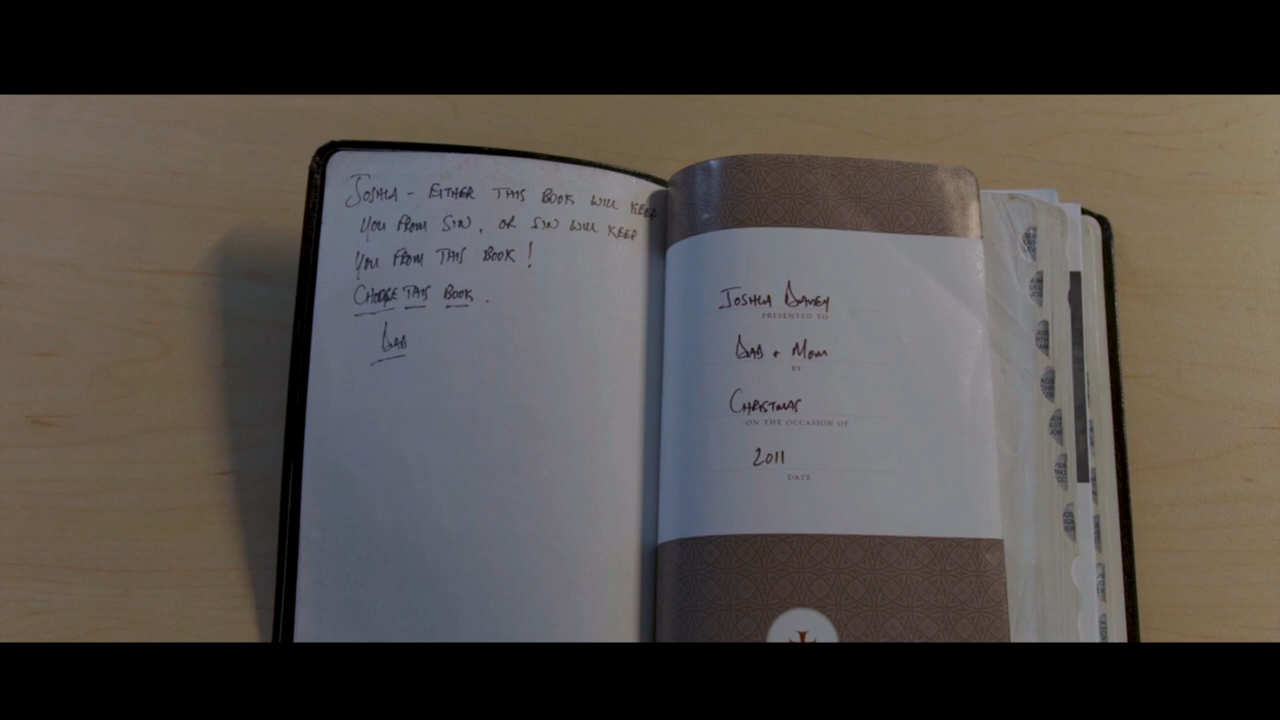 JOSHUA – EITHER THIS BOOK WILL KEEP
YOU FROM SIN, OR SIN WILL KEEP
YOU FROM THIS BOOK!
CHOOSE THIS BOOK.
DAD
JOSHUA DAVEY
PRESENTED TO
DAD & MOM
BY
CHRISTMAS
ON THE OCCASION OF
2011
DATE